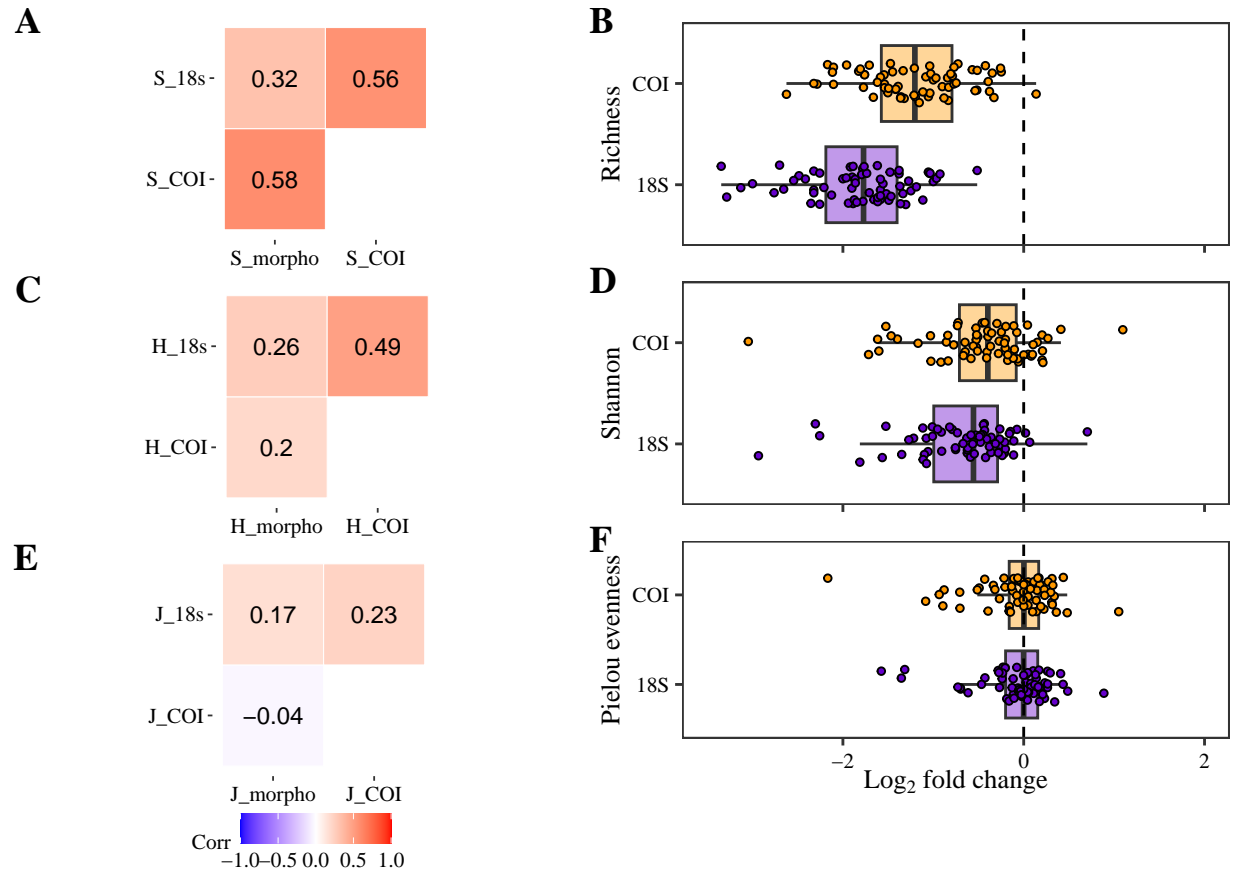 A
S_18s
0.32
0.56
S_COI
0.58
S_morpho
S_COI
B
Richness
COI
18S
C
H_18s
0.26
0.49
H_COI
0.2
H_morpho
H_COI
D
Shannon
COI
18S
E
J_18s
0.17
0.23
J_COI
−0.04
J_morpho
J_COI
Corr
−1.0 −0.5 0.0 0.5 1.0
F
Pielou evenness
COI
18S
−2 0 2
Log₂ fold change